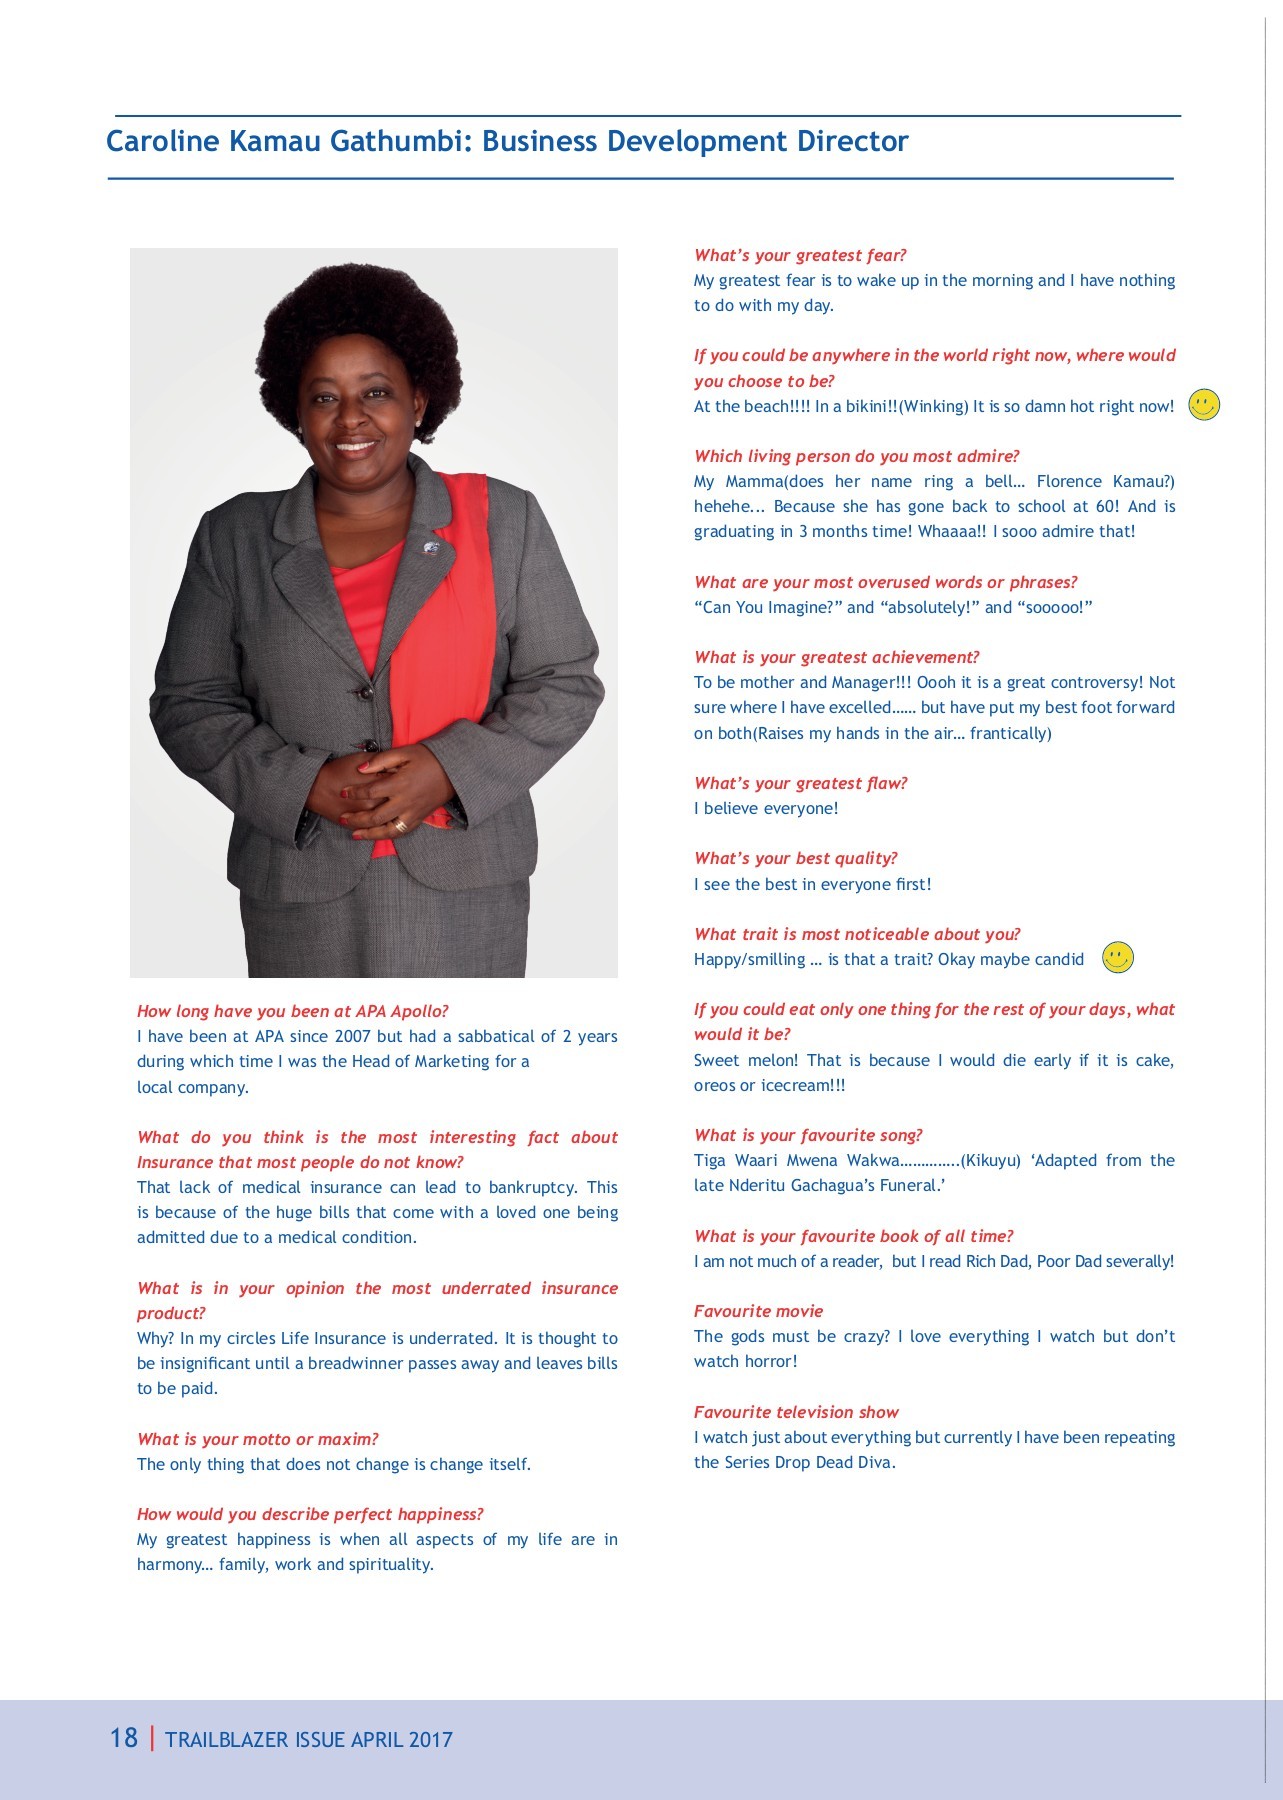 Caroline Kamau Gathumbi: Business Development Director
How long have you been at APA Apollo?
I have been at APA since 2007 but had a sabbatical of 2 years
during which time I was the Head of Marketing for a
local company.
What do you think is the most interesting fact about
Insurance that most people do not know?
That lack of medical insurance can lead to bankruptcy. This
is because of the huge bills that come with a loved one being
admitted due to a medical condition.
What is in your opinion the most underrated insurance
product?
Why? In my circles Life Insurance is underrated. It is thought to
be insignificant until a breadwinner passes away and leaves bills
to be paid.
What is your motto or maxim?
The only thing that does not change is change itself.
How would you describe perfect happiness?
My greatest happiness is when all aspects of my life are in
harmony… family, work and spirituality.
What’s your greatest fear?
My greatest fear is to wake up in the morning and I have nothing
to do with my day.
If you could be anywhere in the world right now, where would
you choose to be?
At the beach!!!! In a bikini!!(Winking) It is so damn hot right now!
Which living person do you most admire?
My Mamma(does her name ring a bell… Florence Kamau?)
hehehe... Because she has gone back to school at 60! And is
graduating in 3 months time! Whaaaa!! I sooo admire that!
What are your most overused words or phrases?
“Can You Imagine?” and “absolutely!” and “sooooo!”
What is your greatest achievement?
To be mother and Manager!!! Oooh it is a great controversy! Not
sure where I have excelled…… but have put my best foot forward
on both(Raises my hands in the air… frantically)
What’s your greatest flaw?
I believe everyone!
What’s your best quality?
I see the best in everyone first!
What trait is most noticeable about you?
Happy/smilling … is that a trait? Okay maybe candid
If you could eat only one thing for the rest of your days, what
would it be?
Sweet melon! That is because I would die early if it is cake,
oreos or icecream!!!
What is your favourite song?
Tiga Waari Mwena Wakwa…………..(Kikuyu) ‘Adapted from the
late Nderitu Gachagua’s Funeral.’
What is your favourite book of all time?
I am not much of a reader, but I read Rich Dad, Poor Dad severally!
Favourite movie
The gods must be crazy? I love everything I watch but don’t
watch horror!
Favourite television show
I watch just about everything but currently I have been repeating
the Series Drop Dead Diva.
18 | TRAILBLAZER ISSUE APRIL 2017